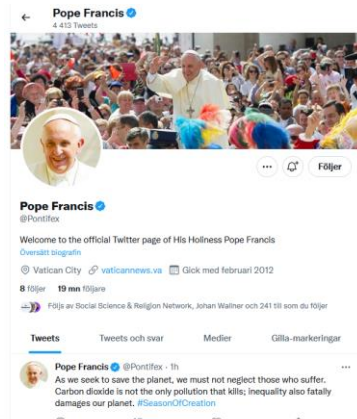 Pope Francis
4 413 Tweets
Följer
Pope Francis
@Pontifex
Welcome to the official Twitter page of His Holiness Pope Francis
Översätt biografin
Vatican City vaticannews.va Gick med februari 2012
8 följer 19 mn följare
Följs av Social Science & Religion Network, Johan Wallner och 241 till som du följer
Tweets Tweets och svar Medier Gilla-markeringar
Pope Francis @Pontifex · 1h
As we seek to save the planet, we must not neglect those who suffer.
Carbon dioxide is not the only pollution that kills; inequality also fatally
damages our planet. #SeasonOfCreation